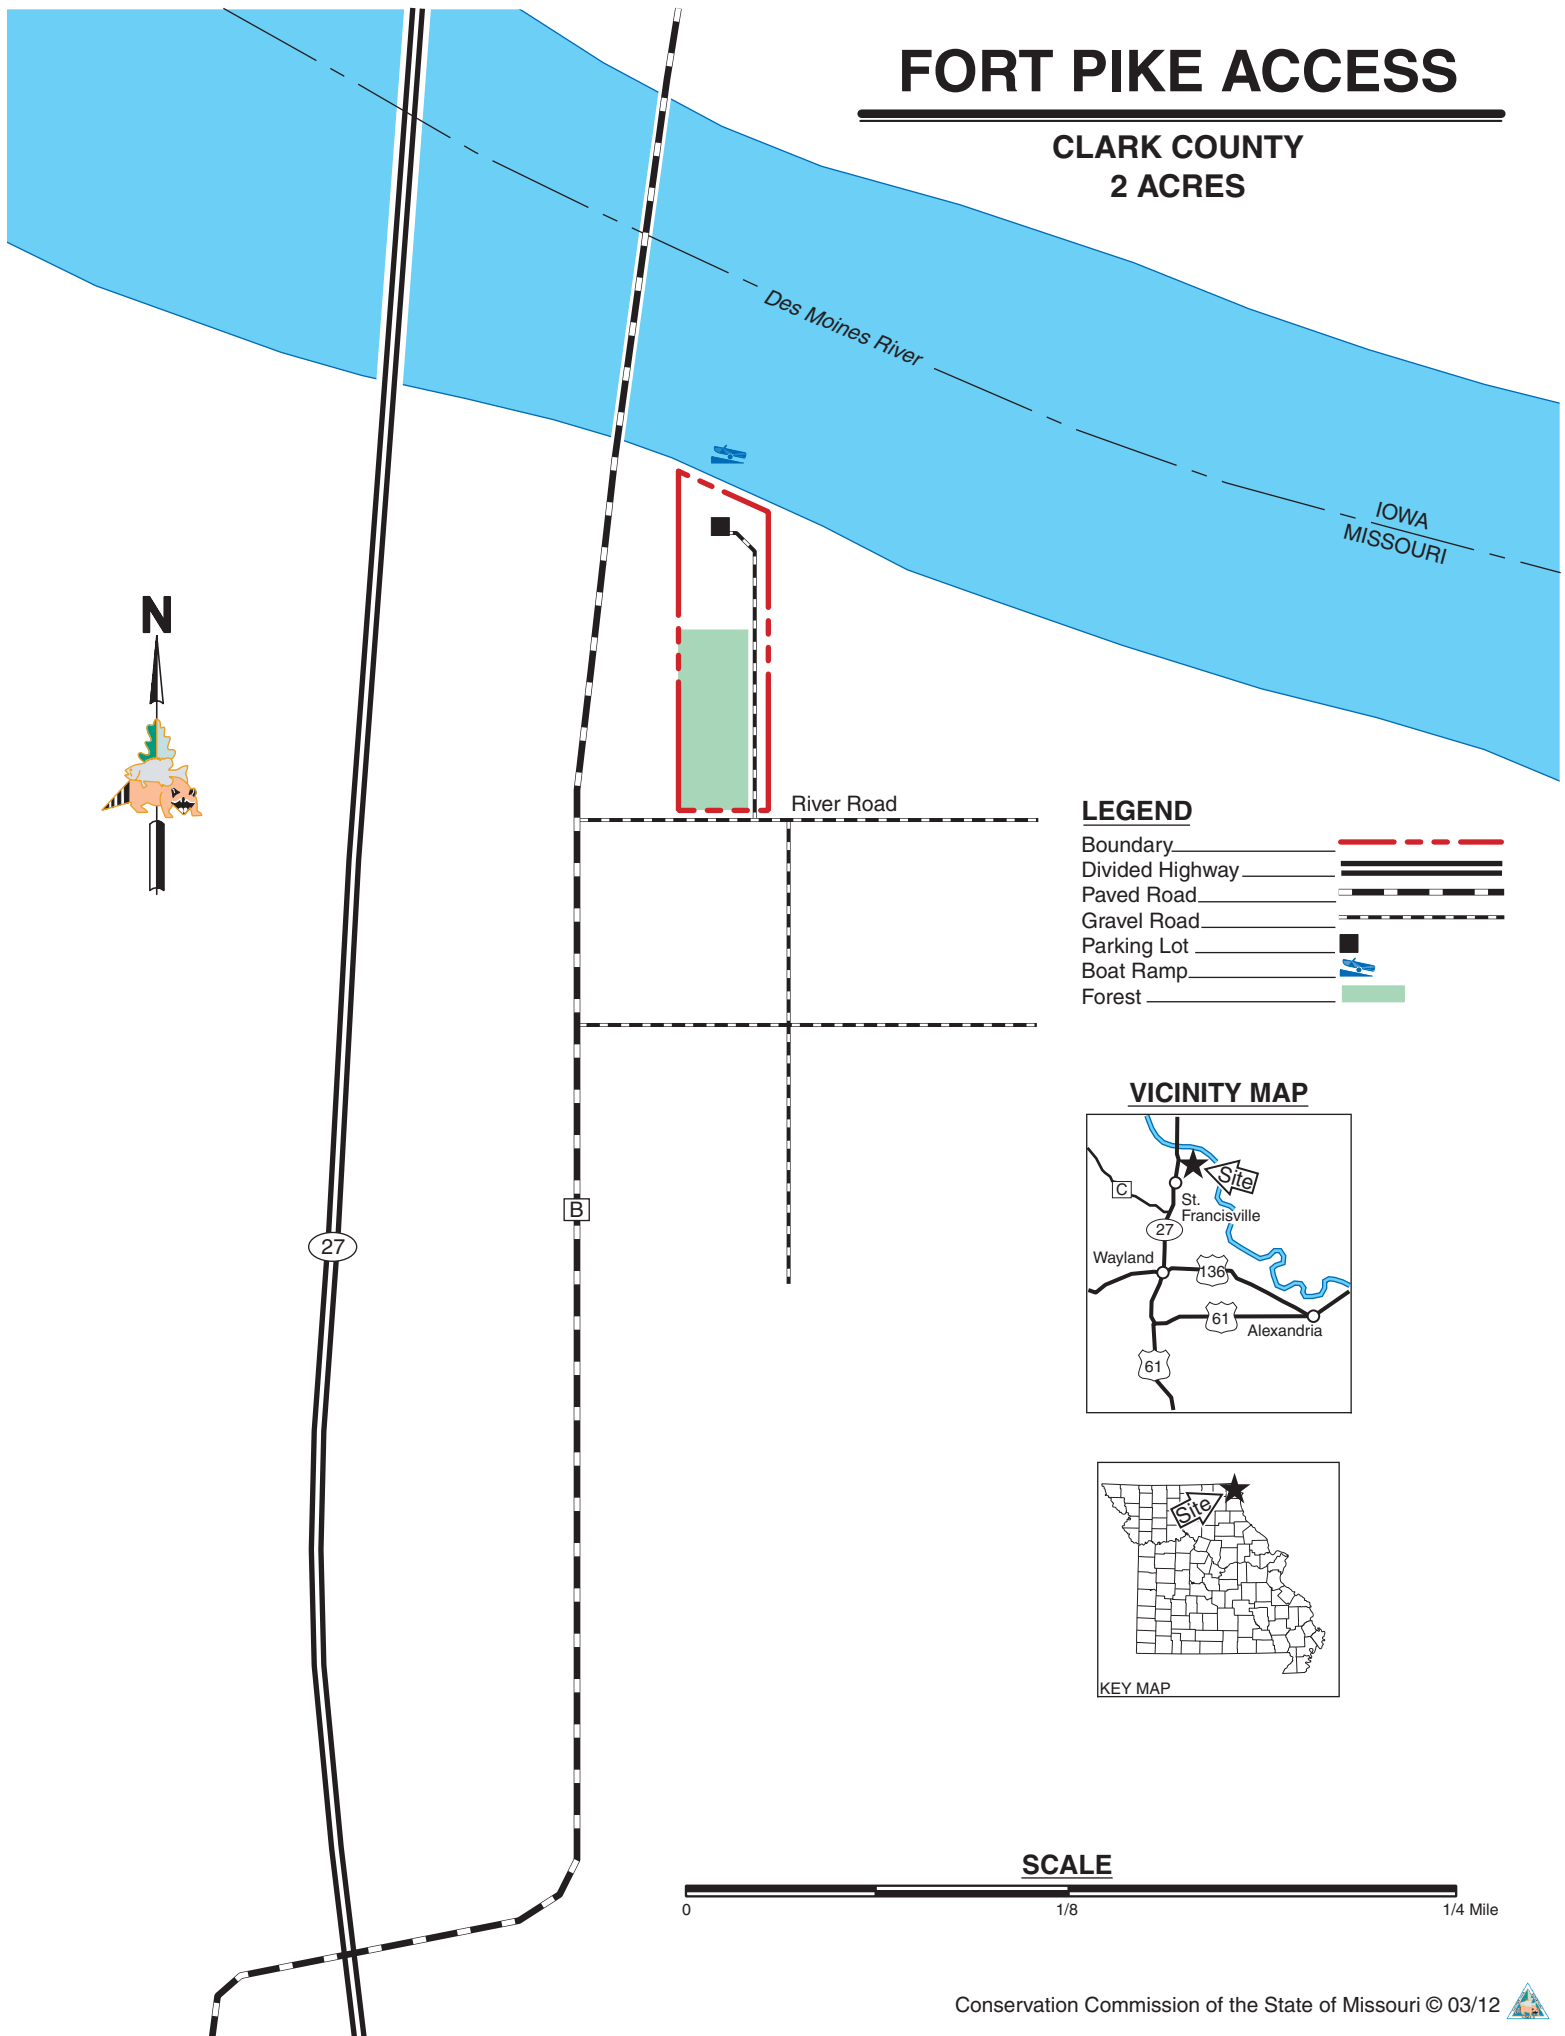 FORT PIKE ACCESS
CLARK COUNTY
2 ACRES
Des Moines River
IOWA
MISSOURI
N
River Road
LEGEND
Boundary
Divided Highway
Paved Road
Gravel Road
Parking Lot
Boat Ramp
Forest
VICINITY MAP
Site
C
St.
Francisville
27
Wayland
136
61
Alexandria
61
B
27
Site
KEY MAP
SCALE
0
1/8
1/4 Mile
Conservation Commission of the State of Missouri © 03/12